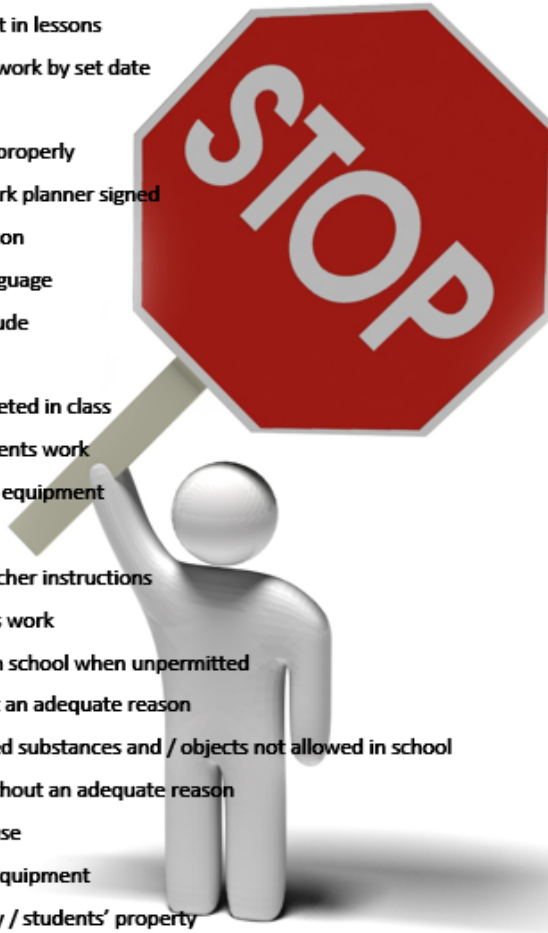 t in lessons
work by set date
properly
rk planner signed
on
guage
ude
eted in class
ents work
equipment
cher instructions
s work
n school when unpermitted
t an adequate reason
ed substances and / objects not allowed in school
hout an adequate reason
use
equipment
y / students’ property
STOP